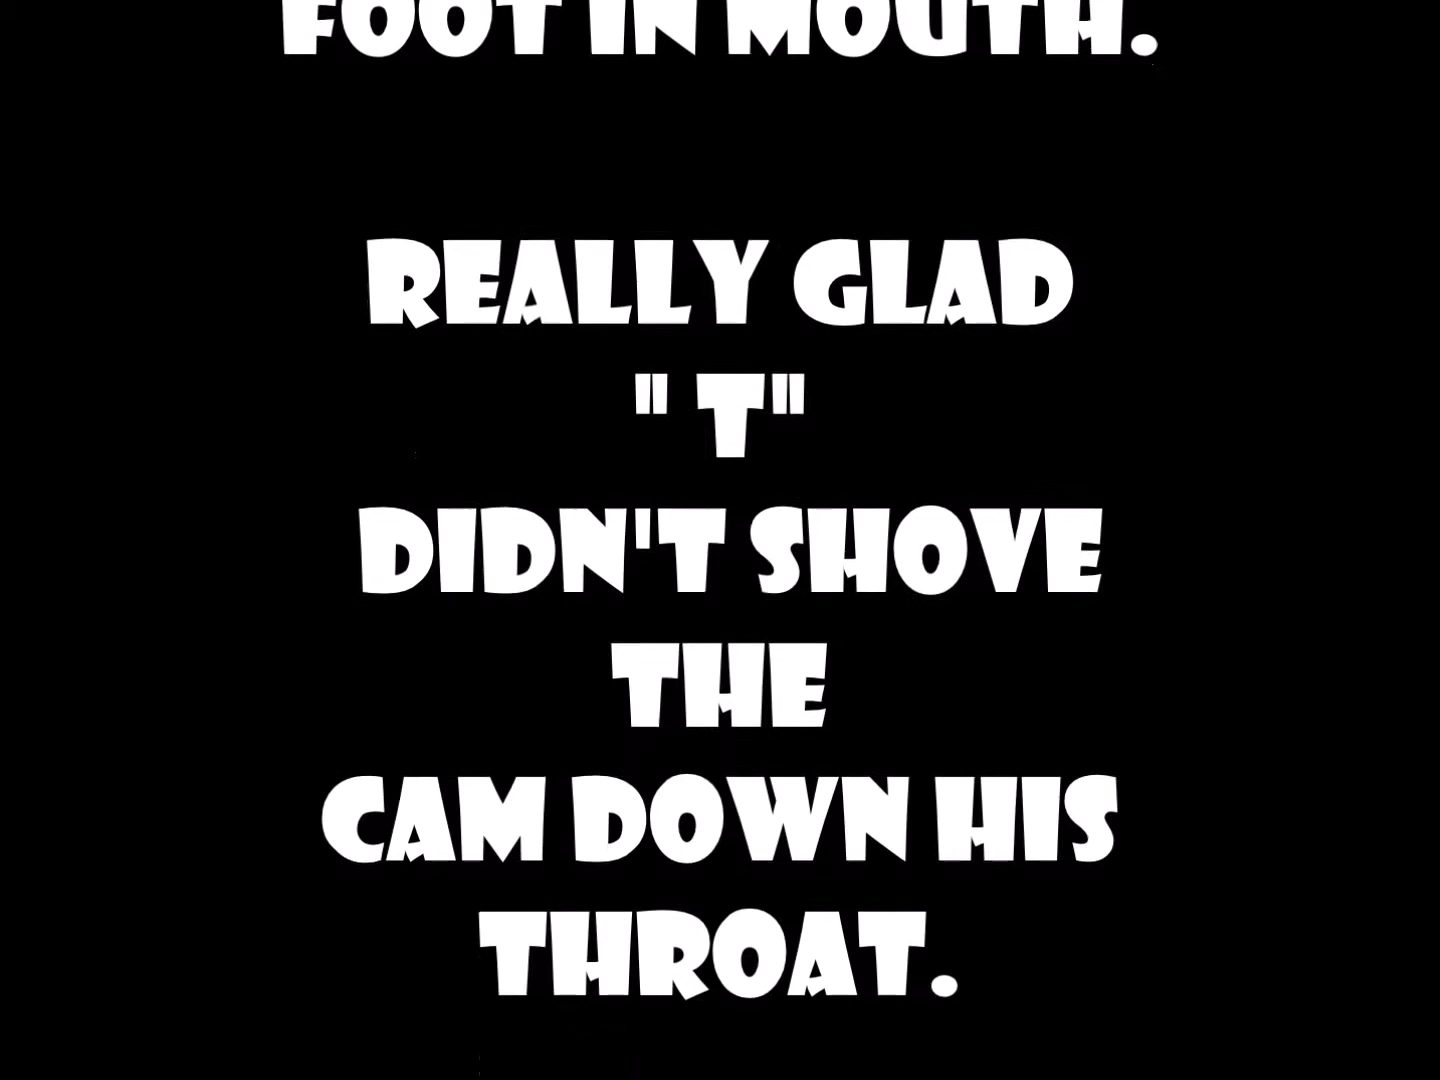 FOOT IN MOUTH.
REALLY GLAD
" T"
DIDN'T SHOVE
THE
CAM DOWN HIS
THROAT.